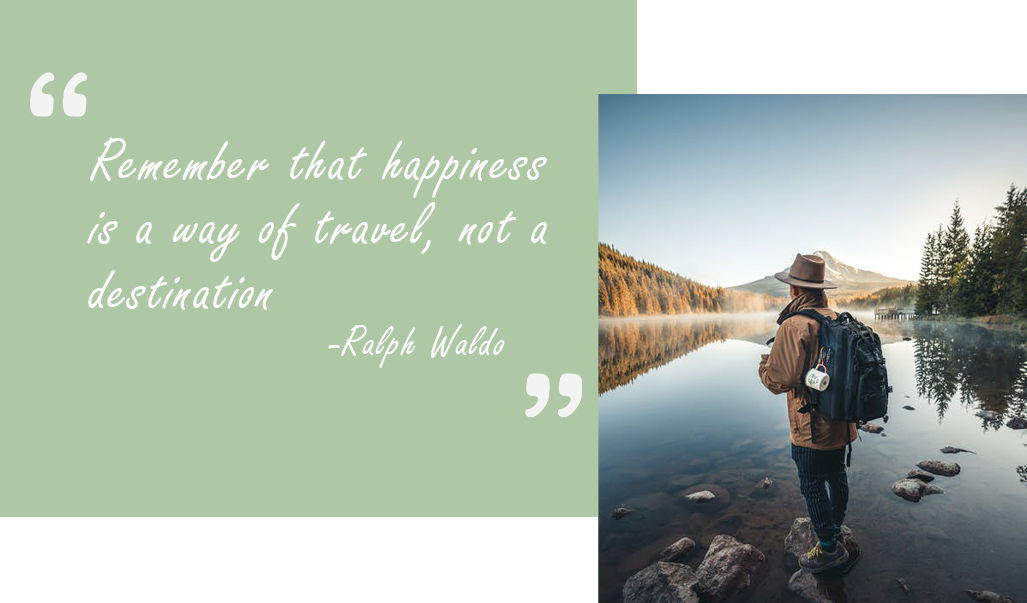 “
Remember that happiness
is a way of travel, not a
destination
-Ralph Waldo
”